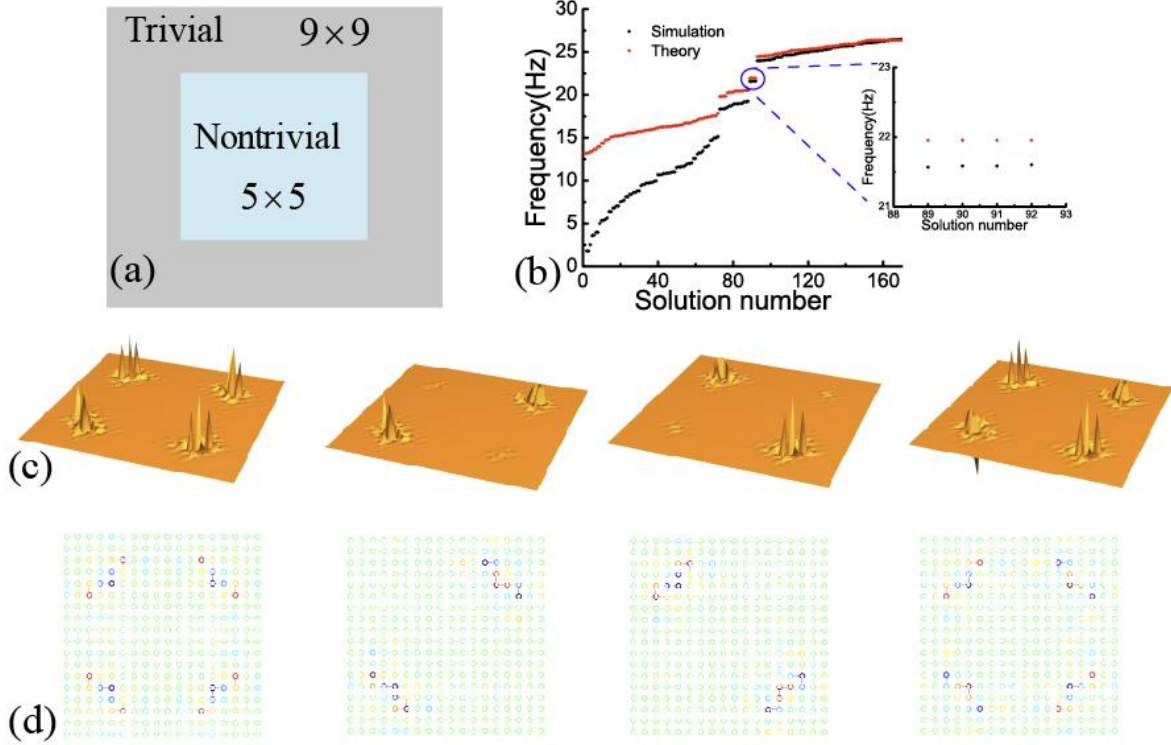 Trivial 9×9
Nontrivial
5×5
(a)
Frequency(Hz)
30
25
20
15
10
5
0
Simulation
Theory
0 40 80 120 160
Solution number
(b)
Frequency(Hz)
23
22
21
88 89 90 91 92 93
Solution number
(c)
(d)